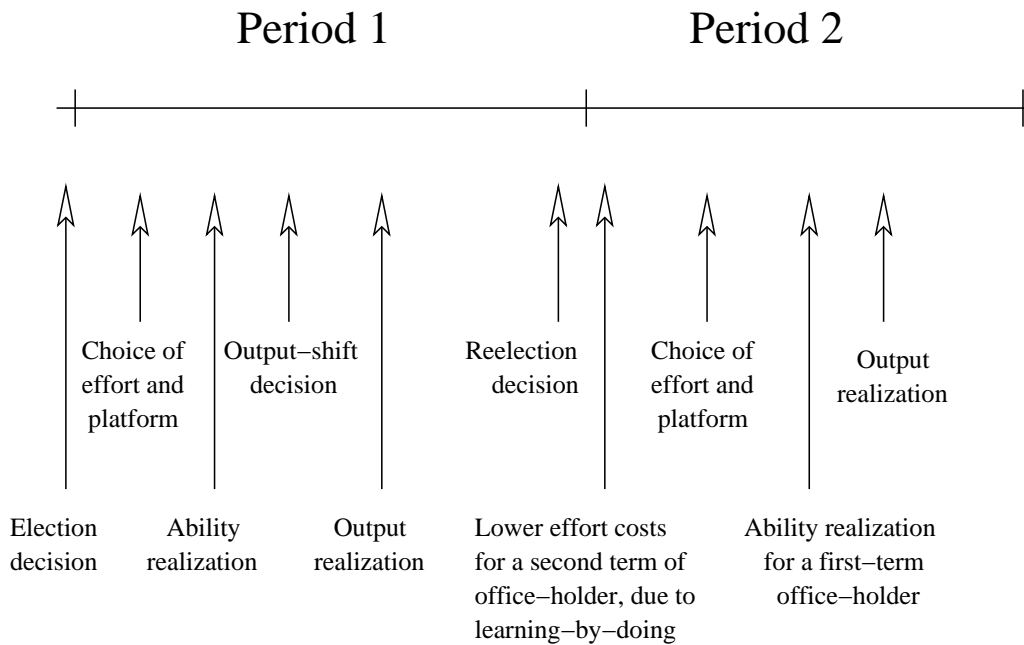 Period 1
Period 2
Choice of
effort and
platform
Output−shift
decision
Reelection
decision
Choice of
effort and
platform
Output
realization
Election
decision
Ability
realization
Output
realization
Lower effort costs
for a second term of
office−holder, due to
learning−by−doing
Ability realization
for a first−term
office−holder